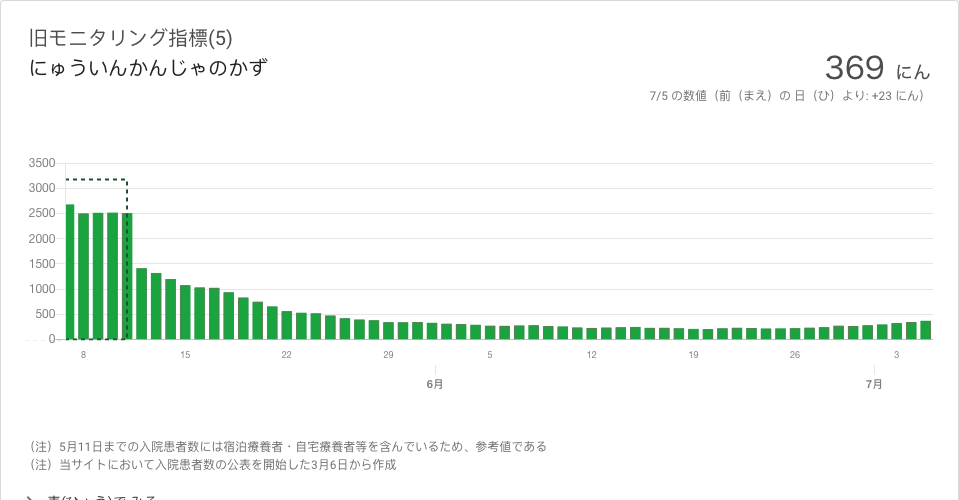 旧モニタリング指標(5)
にゅういんかんじゃのかず
369 にん
7/5 の数値（前（まえ）の 日（ひ）より: +23 にん）
3500
3000
2500
2000
1500
1000
500
0
8 15 22 29 5 12 19 26 3
6月 7月
（注）5月11日までの入院患者数には宿泊療養者・自宅療養者等を含んでいるため、参考値である
（注）当サイトにおいて入院患者数の公表を開始した3月6日から作成